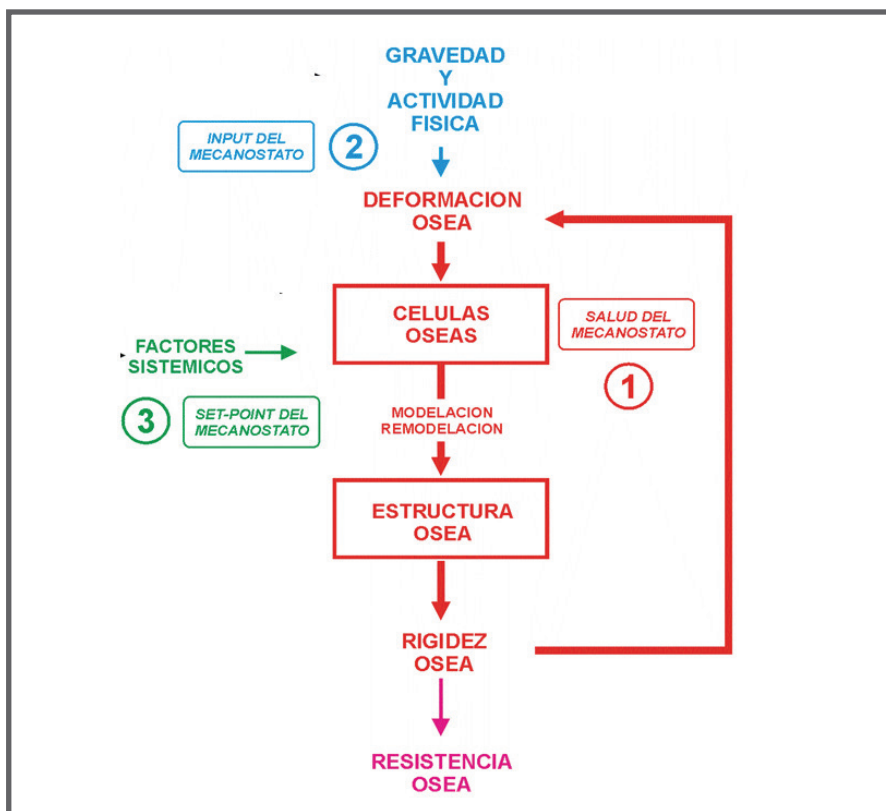 GRAVEDAD
Y
ACTIVIDAD
FISICA
INPUT DEL
MECANOSTATO
2
DEFORMACION
OSEA
CELULAS
OSEAS
SALUD DEL
MECANOSTATO
1
FACTORES
SISTEMICOS
3
SET-POINT DEL
MECANOSTATO
MODELACION
REMODELACION
ESTRUCTURA
OSEA
RIGIDEZ
OSEA
RESISTENCIA
OSEA